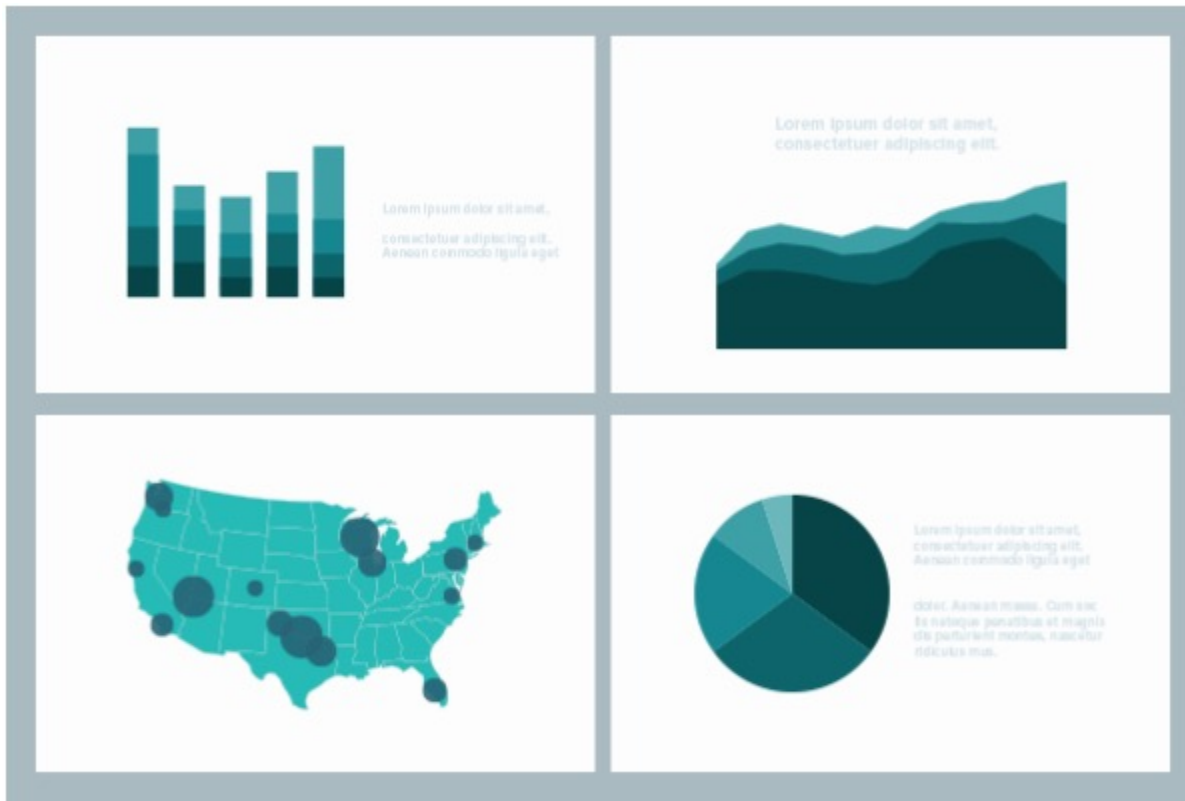 Lorem ipsum dolor sit amet,
consectetuer adipiscing elit.
Aenean commodo ligula eget
Lorem ipsum dolor sit amet,
consectetuer adipiscing elit.
Lorem ipsum dolor sit amet,
consectetuer adipiscing elit.
Aenean commodo ligula eget
dolor. Aenean massa. Cum soc
iis natoque penatibus et magnis
dis parturient montes, nascetur
ridiculus mus.